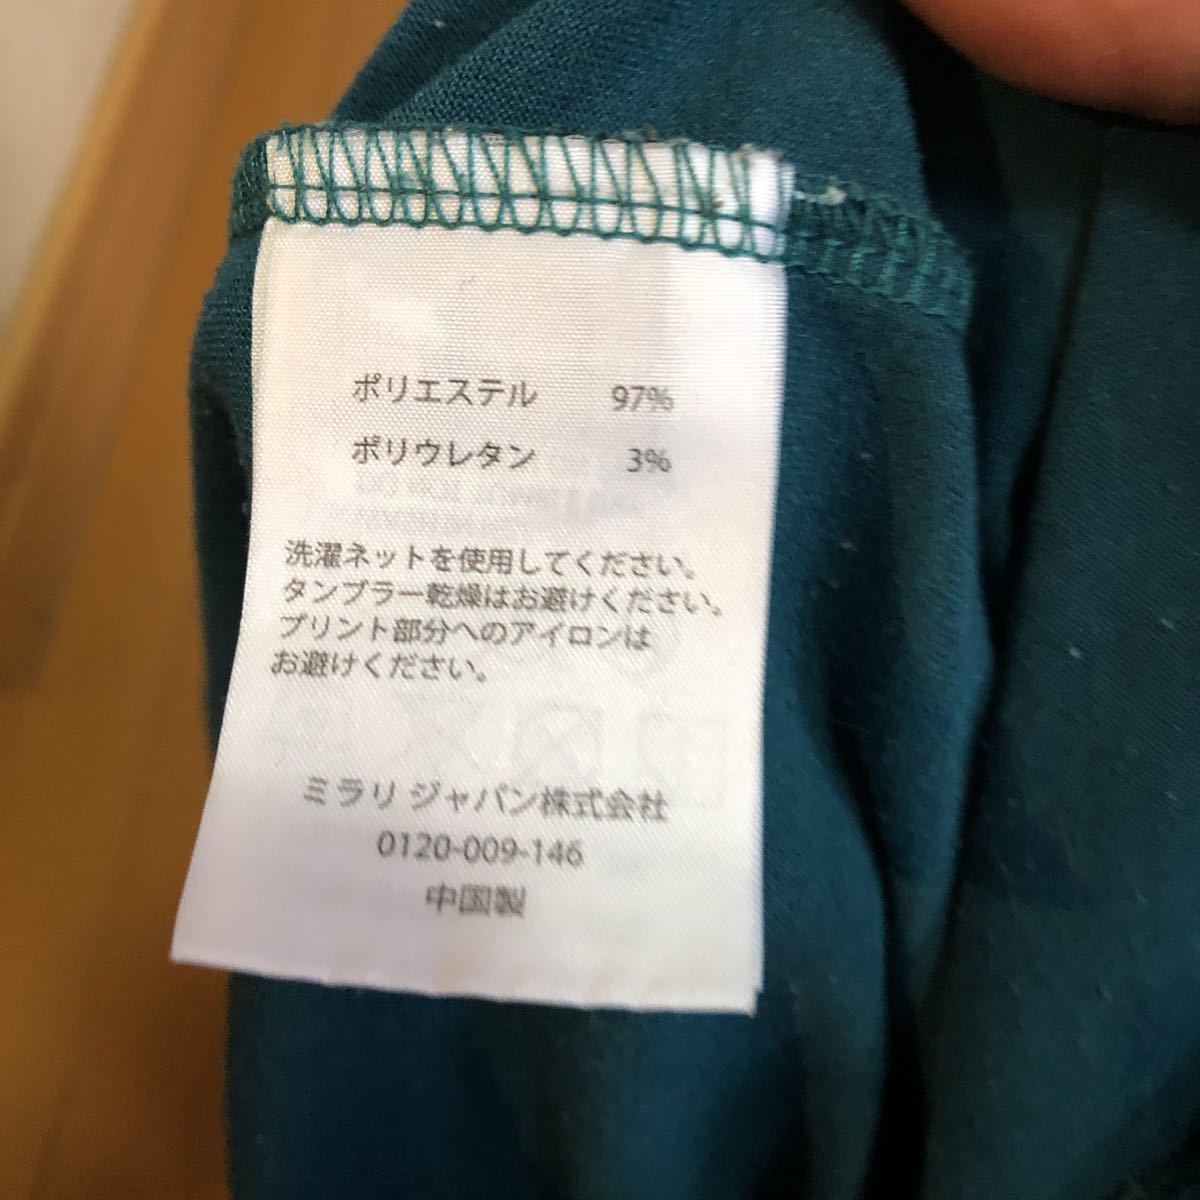 ポリエステル 97%
ポリウレタン 3%
洗濯ネットを使用してください。
タンブラー乾燥はお避けください。
プリント部分へのアイロンは
お避けください。
ミラリ ジャパン株式会社
0120-009-146
中国製